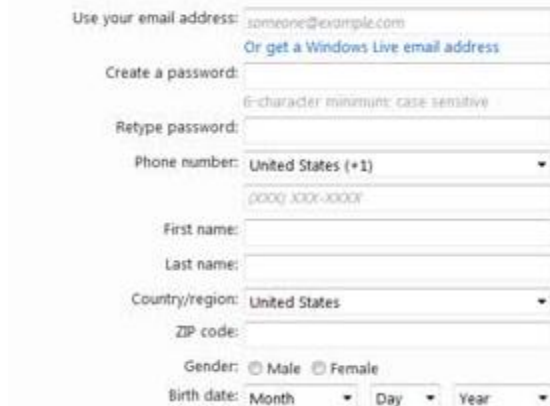 Use your email address: someone@example.com
Or get a Windows Live email address
Create a password:
6-character minimum; case sensitive
Retype password:
Phone number: United States (+1)
(XXX) XXX-XXXX
First name:
Last name:
Country/region: United States
ZIP code:
Gender: Male Female
Birth date: Month Day Year